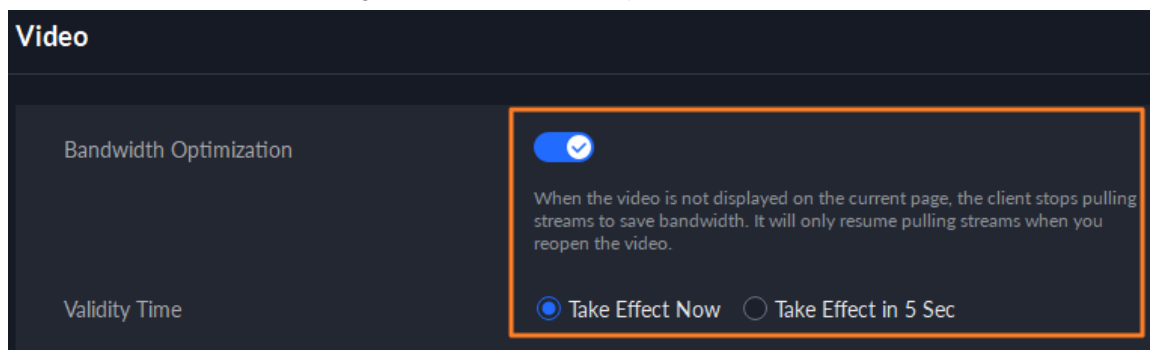 Video
Bandwidth Optimization
When the video is not displayed on the current page, the client stops pulling
streams to save bandwidth. It will only resume pulling streams when you
reopen the video.
Validity Time
Take Effect Now Take Effect in 5 Sec